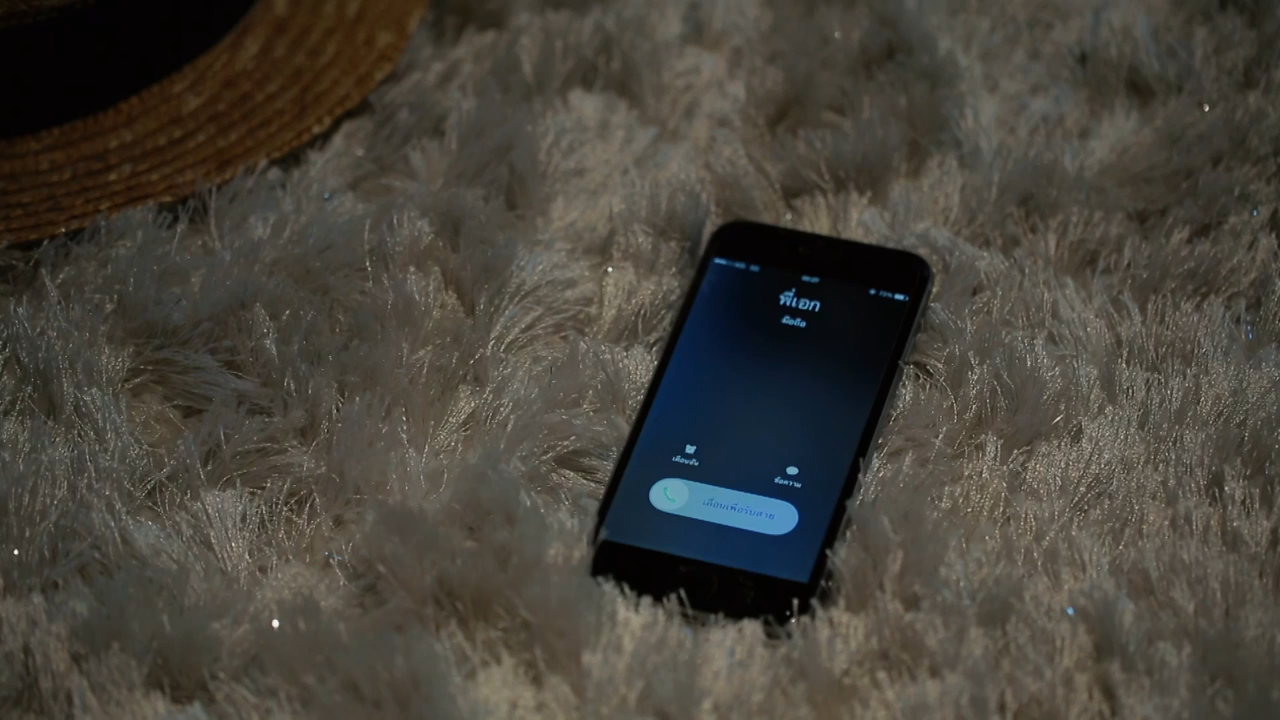 พี่เอก
มือถือ
เตือนฉัน
ข้อความ
เลื่อนเพื่อรับสาย